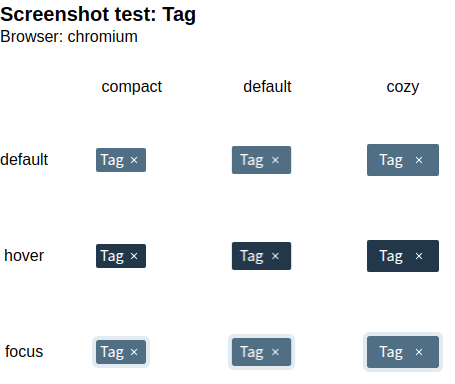 Screenshot test: Tag
Browser: chromium
compact default cozy
default Tag × Tag × Tag ×
hover Tag × Tag × Tag ×
focus Tag × Tag × Tag ×